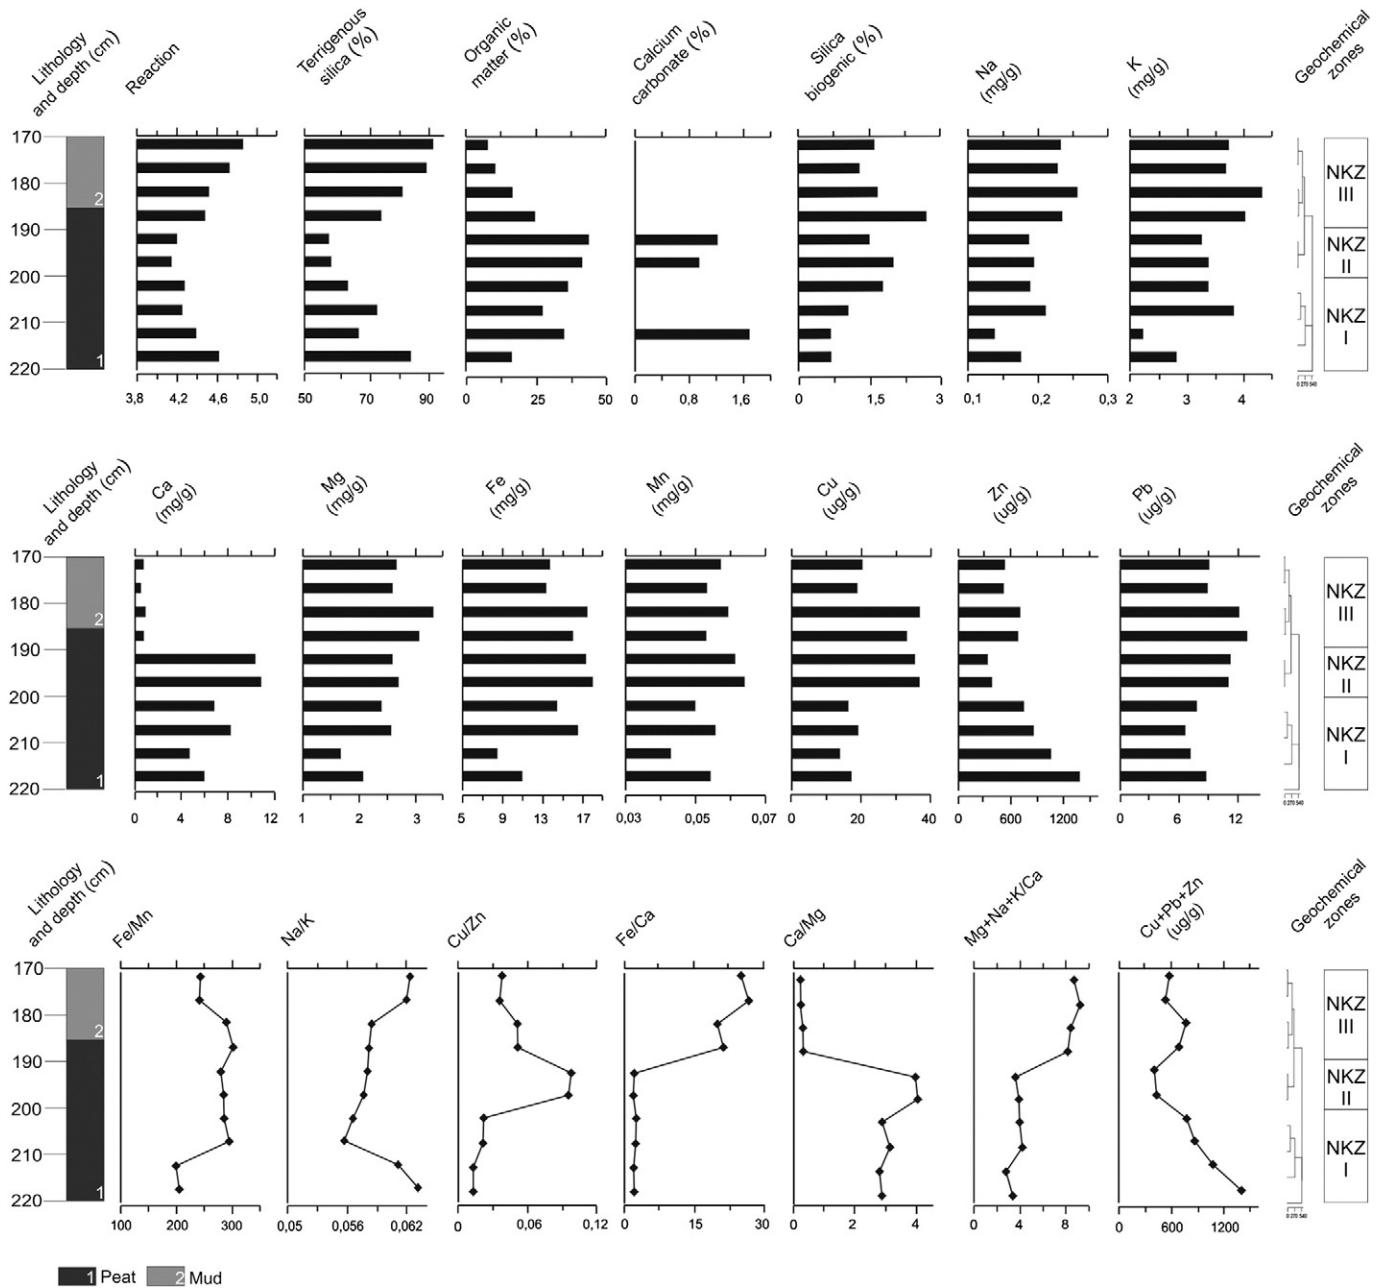 Lithology
and depth (cm)
Reaction
Terrigenous
silica (%)
Organic
matter (%)
Calcium
carbonate (%)
Silica
biogenic (%)
Na
(mg/g)
K
(mg/g)
Geochemical
zones
170
180
190
200
210
220
2
1
NKZ
III
NKZ
II
NKZ
I
0 270 540
3,8 4,2 4,6 5,0
50 70 90
0 25 50
0 0,8 1,6
0 1,5 3
0,1 0,2 0,3
2 3 4
Lithology
and depth (cm)
Ca
(mg/g)
Mg
(mg/g)
Fe
(mg/g)
Mn
(mg/g)
Cu
(ug/g)
Zn
(ug/g)
Pb
(ug/g)
Geochemical
zones
170
180
190
200
210
220
2
1
NKZ
III
NKZ
II
NKZ
I
0 270 540
0 4 8 12
1 2 3
5 9 13 17
0,03 0,05 0,07
0 20 40
0 600 1200
0 6 12
Lithology
and depth (cm)
Fe/Mn
Na/K
Cu/Zn
Fe/Ca
Ca/Mg
Mg+Na+K/Ca
Cu+Pb+Zn
(ug/g)
Geochemical
zones
170
180
190
200
210
220
2
1
NKZ
III
NKZ
II
NKZ
I
0 270 540
100 200 300
0,05 0,056 0,062
0 0,06 0,12
0 15 30
0 2 4
0 4 8
0 600 1200
1 Peat 2 Mud